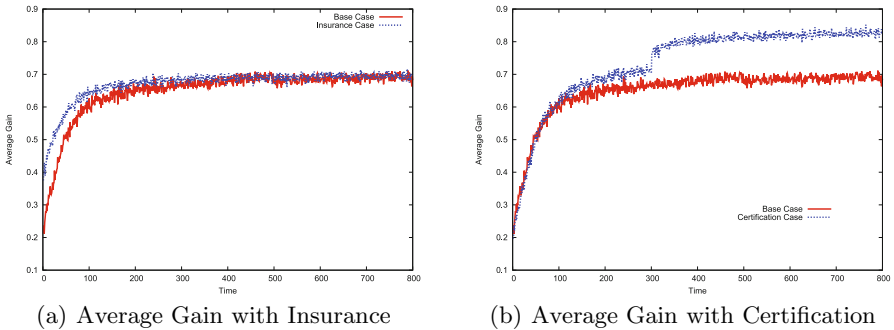 0.9
0.8
0.7
0.6
0.5
0.4
0.3
0.2
0.1
0 100 200 300 400 500 600 700 800
Average Gain
Time
Base Case
Insurance Case
(a) Average Gain with Insurance
0.9
0.8
0.7
0.6
0.5
0.4
0.3
0.2
0.1
0 100 200 300 400 500 600 700 800
Average Gain
Time
Base Case
Certification Case
(b) Average Gain with Certification